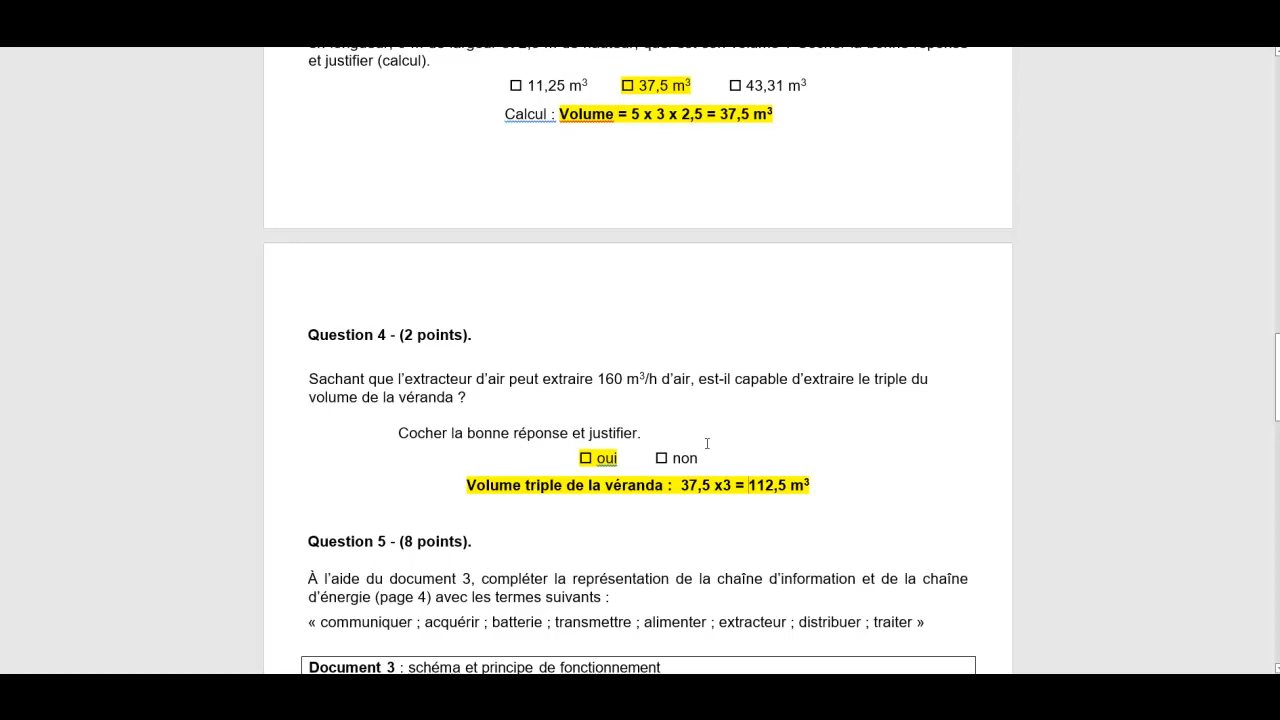 et justifier (calcul).
☐ 11,25 m³ ☐ 37,5 m³ ☐ 43,31 m³
Calcul : Volume = 5 x 3 x 2,5 = 37,5 m³
Question 4 - (2 points).
Sachant que l’extracteur d’air peut extraire 160 m³/h d’air, est-il capable d’extraire le triple du
volume de la véranda ?
Cocher la bonne réponse et justifier.
☐ oui ☐ non
Volume triple de la véranda : 37,5 x3 = 112,5 m³
Question 5 - (8 points).
À l’aide du document 3, compléter la représentation de la chaîne d’information et de la chaîne
d’énergie (page 4) avec les termes suivants :
« communiquer ; acquérir ; batterie ; transmettre ; alimenter ; extracteur ; distribuer ; traiter »
Document 3 : schéma et principe de fonctionnement